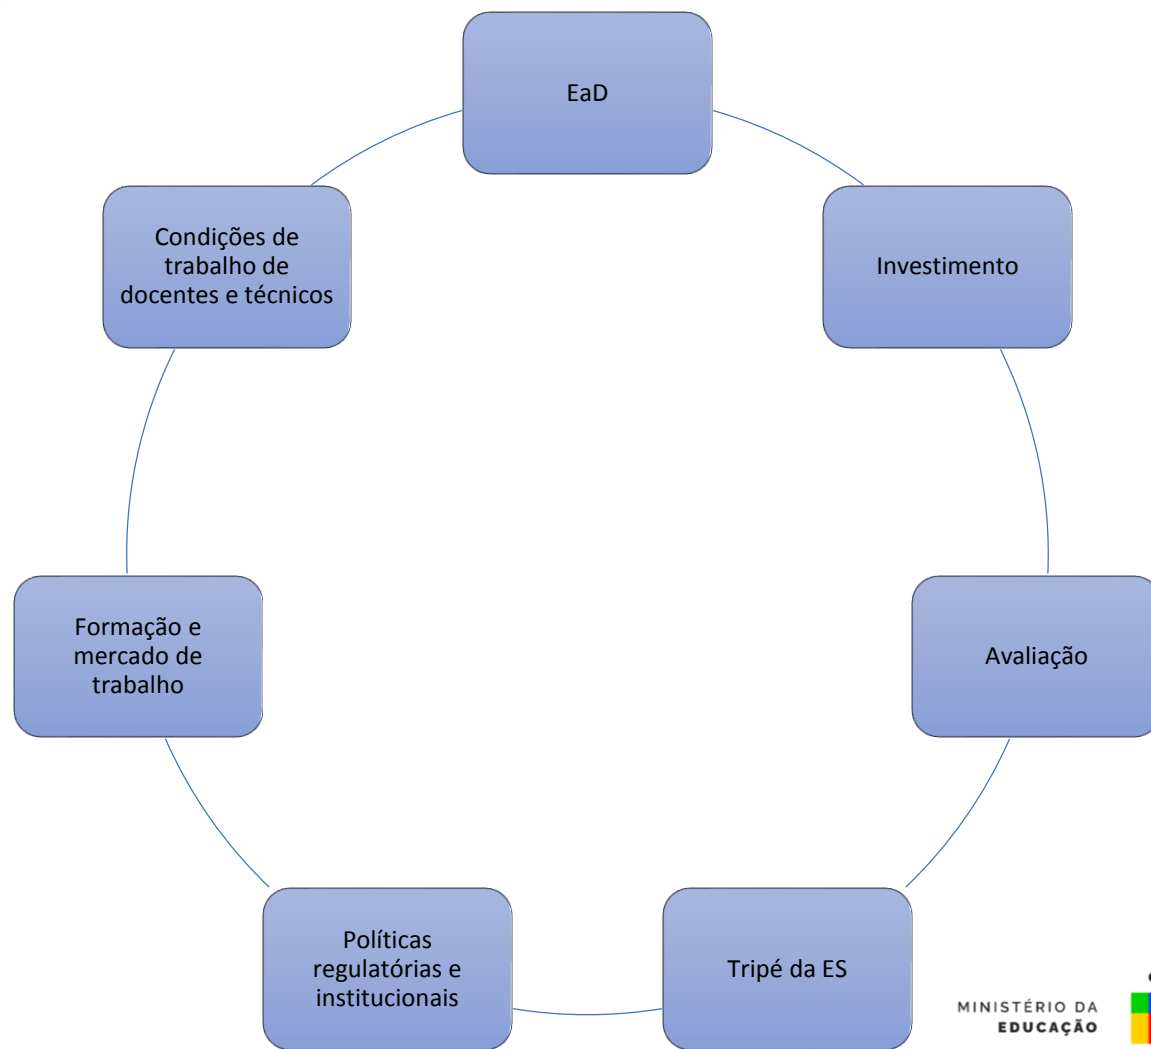 EaD
Investimento
Avaliação
Tripé da ES
Políticas
regulatórias e
institucionais
Formação e
mercado de
trabalho
Condições de
trabalho de
docentes e técnicos
MINISTÉRIO DA
EDUCAÇÃO